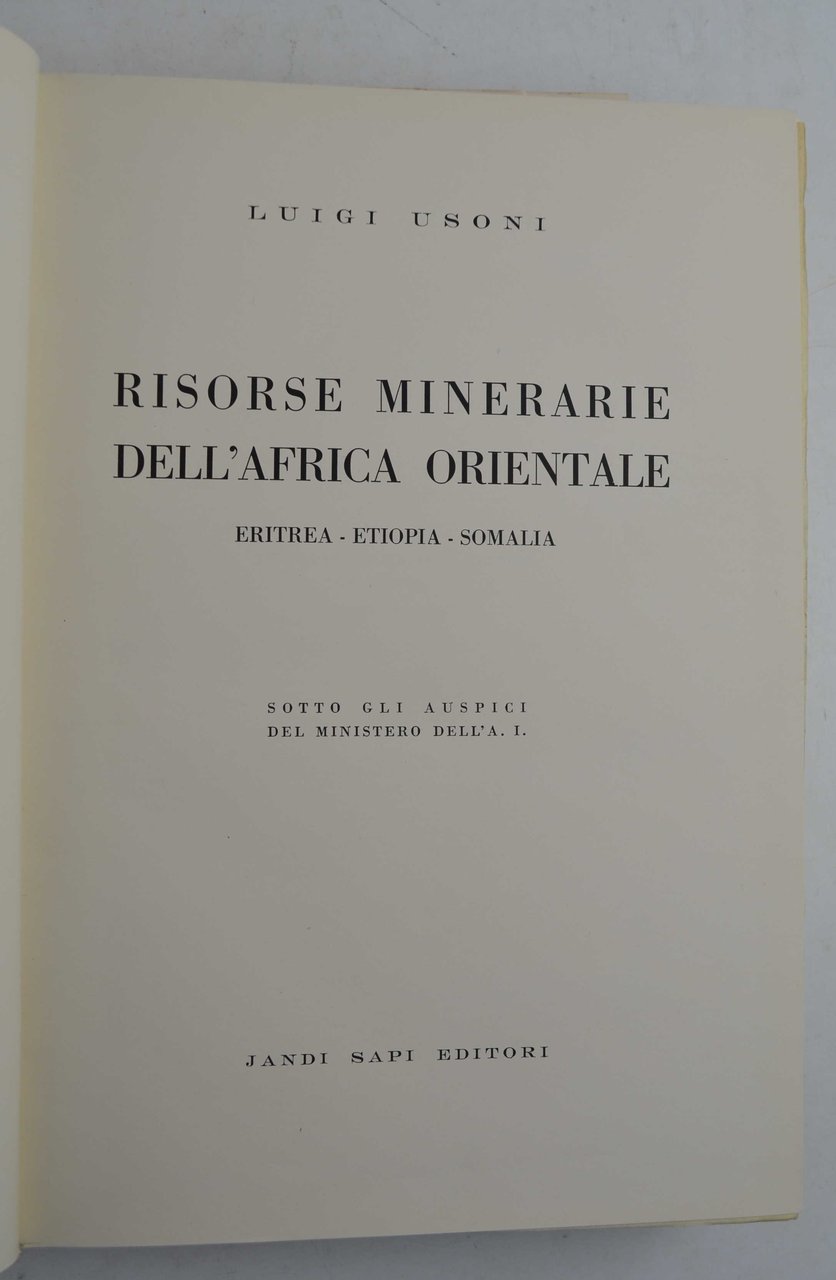 LUIGI USONI
RISORSE MINERARIE
DELL'AFRICA ORIENTALE
ERITREA - ETIOPIA - SOMALIA
SOTTO GLI AUSPICI
DEL MINISTERO DELL'A. I.
JANDI SAPI EDITORI